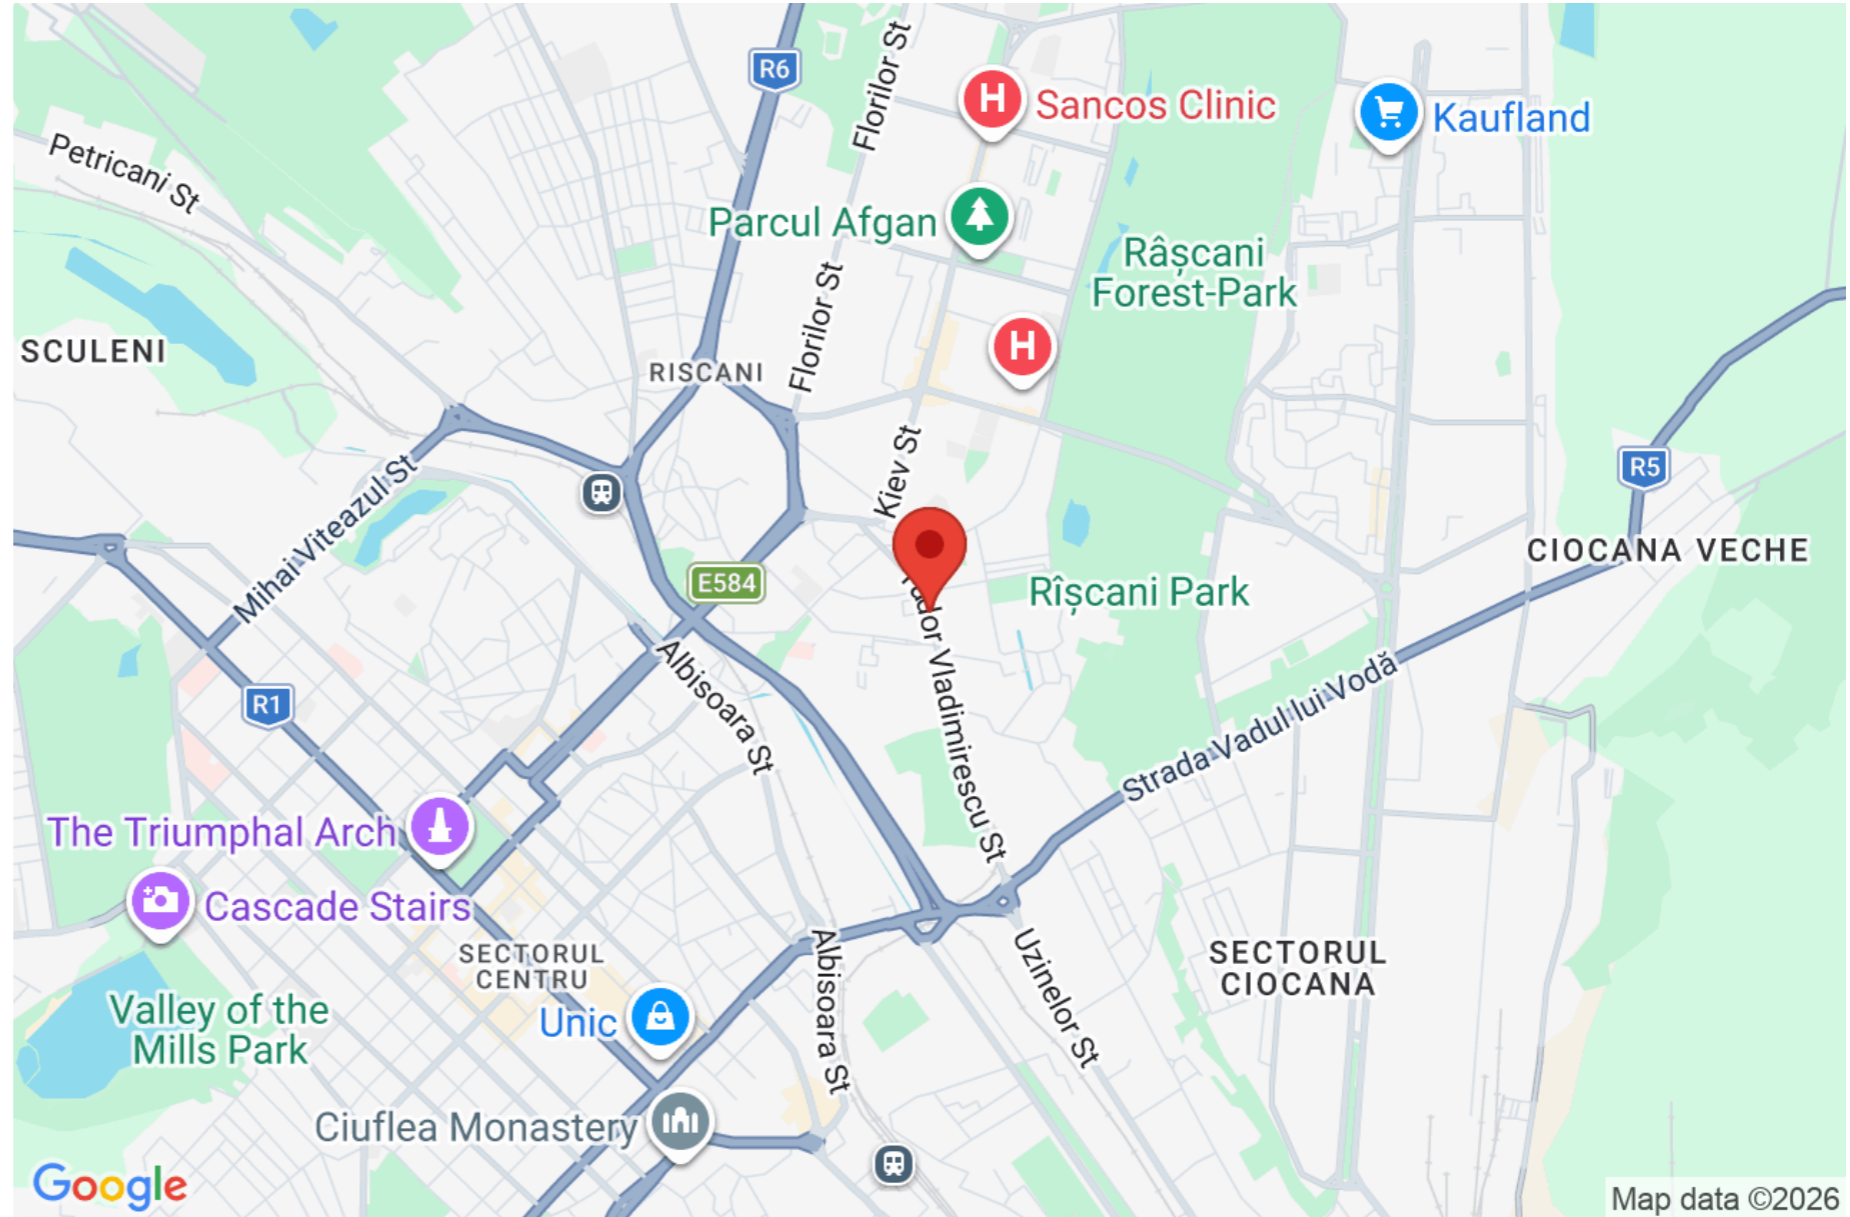 R6
Florilor St
H
Sancos Clinic
Kaufland
Petricani St
Parcul Afgan
Râșcani
Forest-Park
Florilor St
SCULENI
H
RISCANI
Kiev St
R5
Mihai Viteazul St
CIOCANA VECHE
E584
Rîșcani Park
Tudor Vladimirescu St
Albisoara St
R1
Strada Vadul lui Vodă
The Triumphal Arch
Cascade Stairs
SECTORUL
CENTRU
Albisoara St
Uzinelor St
SECTORUL
CIOCANA
Valley of the
Mills Park
Unic
Ciuflea Monastery
Google
Map data ©2026